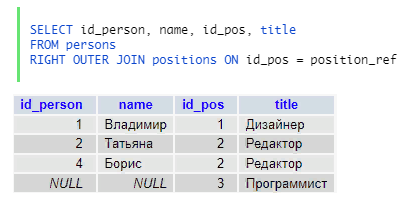 SELECT id_person, name, id_pos, title
FROM persons
RIGHT OUTER JOIN positions ON id_pos = position_ref
id_person name id_pos title
1 Владимир 1 Дизайнер
2 Татьяна 2 Редактор
4 Борис 2 Редактор
NULL NULL 3 Программист